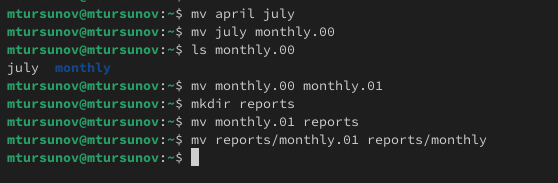 mtursunov@mtursunov:~$ mv april july
mtursunov@mtursunov:~$ mv july monthly.00
mtursunov@mtursunov:~$ ls monthly.00
july  monthly
mtursunov@mtursunov:~$ mv monthly.00 monthly.01
mtursunov@mtursunov:~$ mkdir reports
mtursunov@mtursunov:~$ mv monthly.01 reports
mtursunov@mtursunov:~$ mv reports/monthly.01 reports/monthly
mtursunov@mtursunov:~$